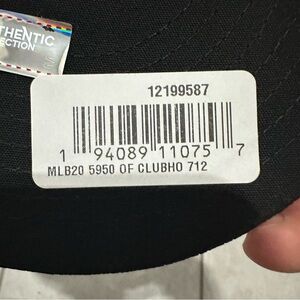 THENTIC
ECTION
12199587
1 94089 11075 7
MLB20 5950 OF CLUBHO 712